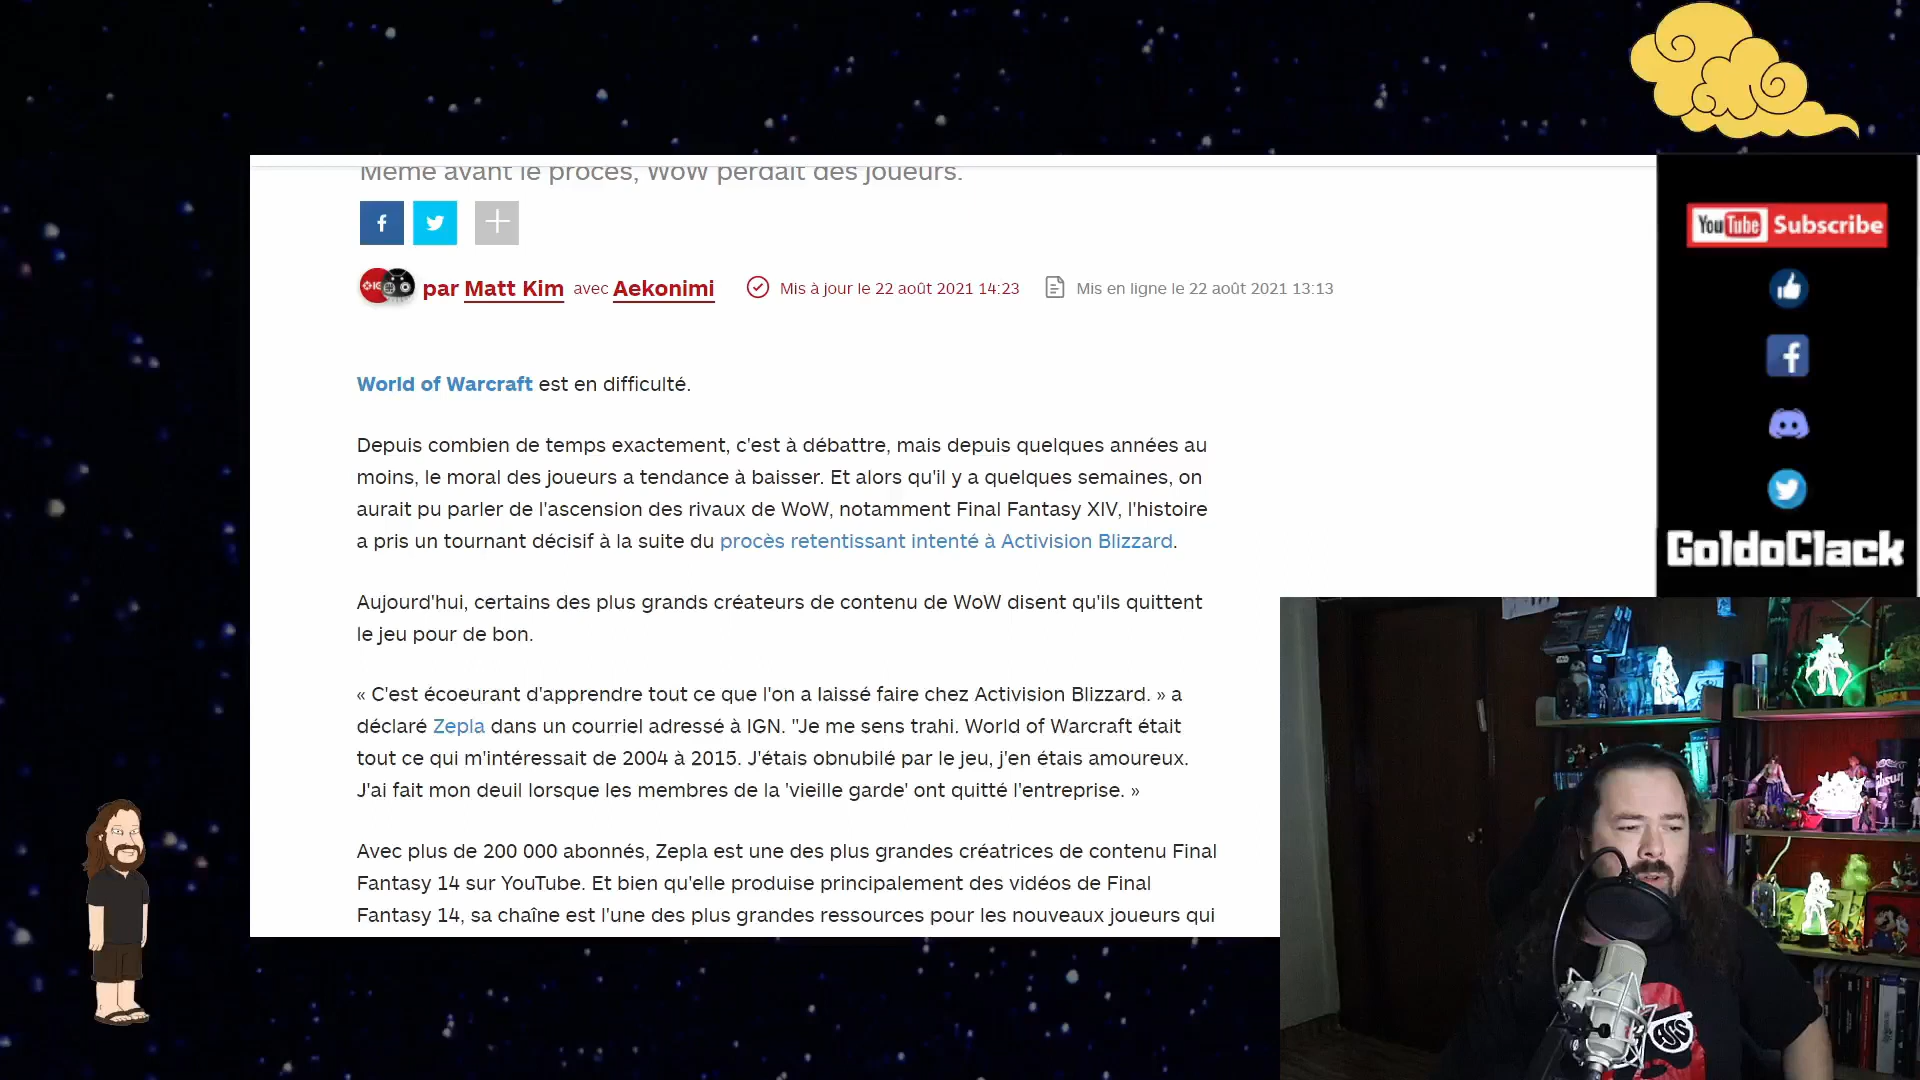 Même avant le procès, WoW perdait des joueurs.
par Matt Kim avec Aekonimi Mis à jour le 22 août 2021 14:23 Mis en ligne le 22 août 2021 13:13
World of Warcraft est en difficulté.
Depuis combien de temps exactement, c'est à débattre, mais depuis quelques années au
moins, le moral des joueurs a tendance à baisser. Et alors qu'il y a quelques semaines, on
aurait pu parler de l'ascension des rivaux de WoW, notamment Final Fantasy XIV, l'histoire
a pris un tournant décisif à la suite du procès retentissant intenté à Activision Blizzard.
Aujourd'hui, certains des plus grands créateurs de contenu de WoW disent qu'ils quittent
le jeu pour de bon.
« C'est écoeurant d'apprendre tout ce que l'on a laissé faire chez Activision Blizzard. » a
déclaré Zepla dans un courriel adressé à IGN. "Je me sens trahi. World of Warcraft était
tout ce qui m'intéressait de 2004 à 2015. J'étais obnubilé par le jeu, j'en étais amoureux.
J'ai fait mon deuil lorsque les membres de la 'vieille garde' ont quitté l'entreprise. »
Avec plus de 200 000 abonnés, Zepla est une des plus grandes créatrices de contenu Final
Fantasy 14 sur YouTube. Et bien qu'elle produise principalement des vidéos de Final
Fantasy 14, sa chaîne est l'une des plus grandes ressources pour les nouveaux joueurs qui
YouTube Subscribe
GoldoClack